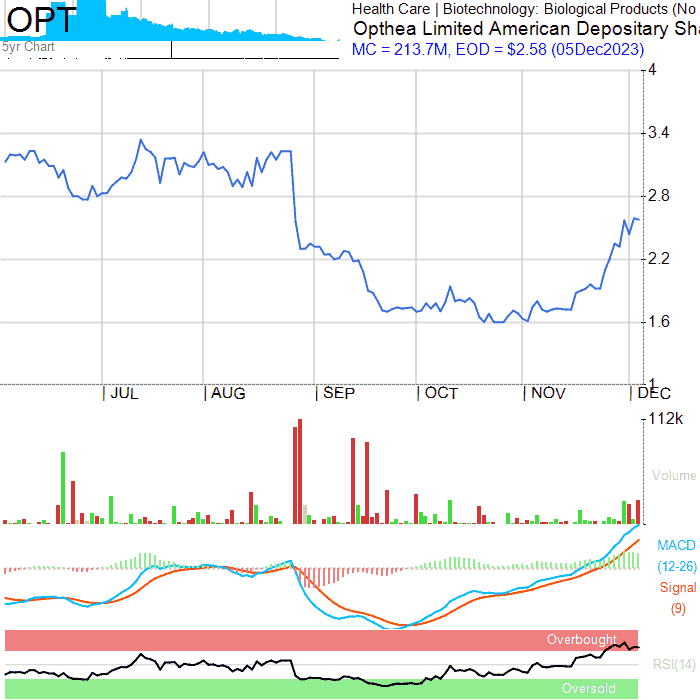 OPT
5yr Chart
Health Care | Biotechnology: Biological Products (No
Opthea Limited American Depositary Sha
MC = 213.7M, EOD = $2.58 (05Dec2023)
4
3.4
2.8
2.2
1.6
1
JUL AUG SEP OCT NOV DEC
112k
Volume
MACD
(12-26)
Signal
(9)
Overbought
RSI(14)
Oversold